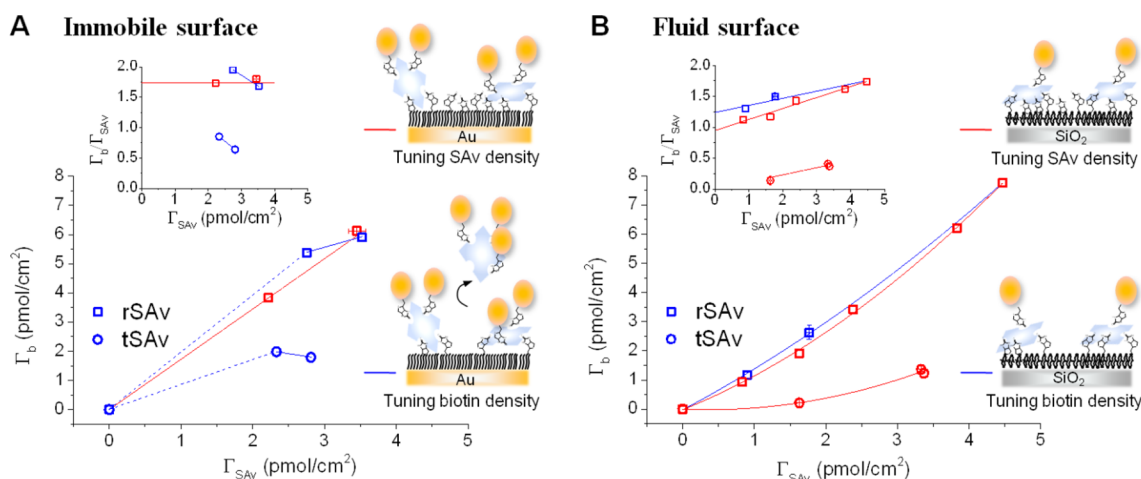 A Immobile surface
2.0
1.5
1.0
0.5
0.0
Γb/ΓSAv
0 1 2 3 4 5
ΓSAv (pmol/cm²)
Au
Tuning SAv density
8
7
6
5
4
3
2
1
0
Γb (pmol/cm²)
rSAv
tSAv
Au
Tuning biotin density
0 1 2 3 4 5
ΓSAv (pmol/cm²)
B Fluid surface
2.0
1.5
1.0
0.5
0.0
Γb/ΓSAv
0 1 2 3 4 5
ΓSAv (pmol/cm²)
SiO₂
Tuning SAv density
8
7
6
5
4
3
2
1
0
Γb (pmol/cm²)
rSAv
tSAv
SiO₂
Tuning biotin density
0 1 2 3 4 5
ΓSAv (pmol/cm²)